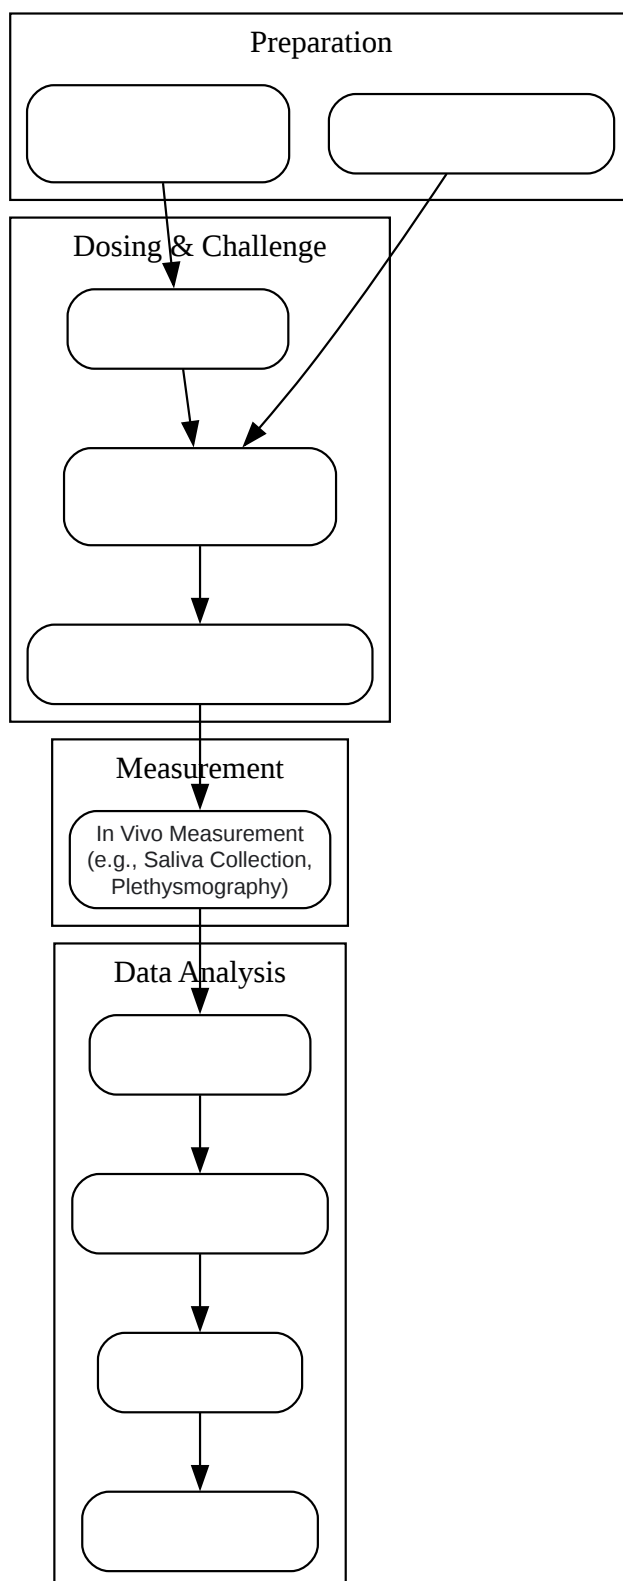 Preparation
Dosing & Challenge
Measurement
In Vivo Measurement
(e.g., Saliva Collection,
Plethysmography)
Data Analysis